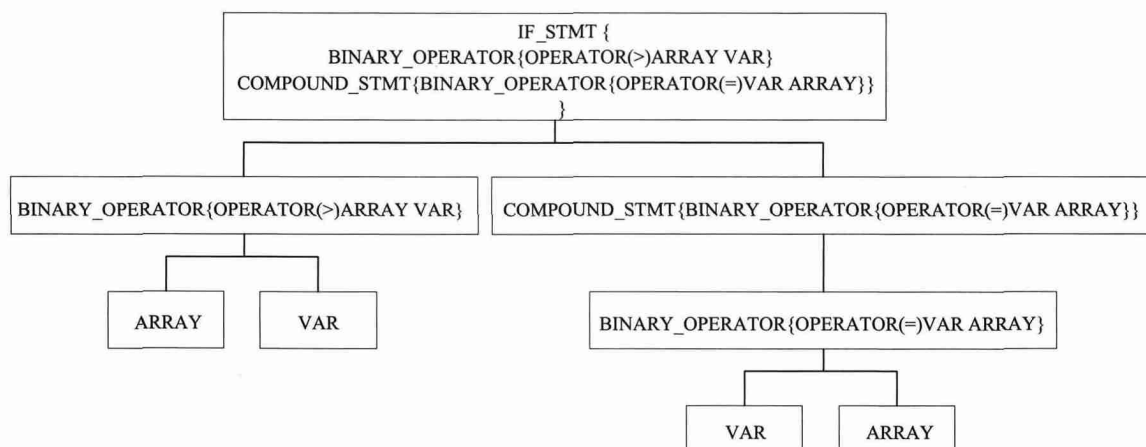 IF_STMT {
BINARY_OPERATOR{OPERATOR(>)ARRAY VAR}
COMPOUND_STMT{BINARY_OPERATOR{OPERATOR(=)VAR ARRAY}}
}
BINARY_OPERATOR{OPERATOR(>)ARRAY VAR}
COMPOUND_STMT{BINARY_OPERATOR{OPERATOR(=)VAR ARRAY}}
ARRAY
VAR
BINARY_OPERATOR{OPERATOR(=)VAR ARRAY}
VAR
ARRAY